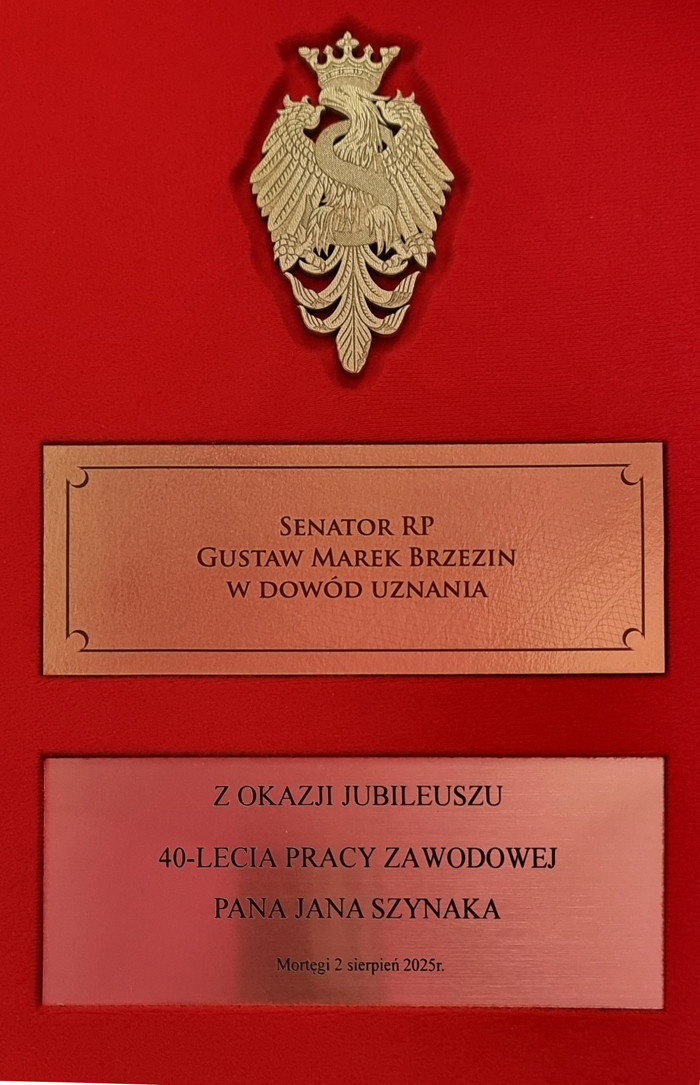 SENATOR RP
GUSTAW MAREK BRZEZIN
W DOWÓD UZNANIA
Z OKAZJI JUBILEUSZU
40-LECIA PRACY ZAWODOWEJ
PANA JANA SZYNAKA
Mortęgi 2 sierpień 2025r.